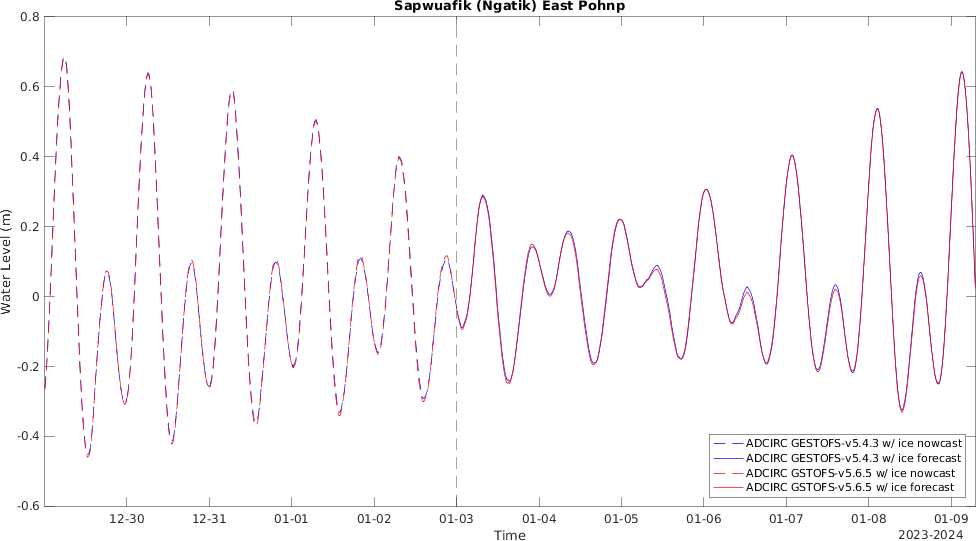 Sapwuafik (Ngatik) East Pohnp
0.8
0.6
0.4
0.2
0
-0.2
-0.4
-0.6
Water Level (m)
ADCIRC GESTOFS-v5.4.3 w/ ice nowcast
ADCIRC GESTOFS-v5.4.3 w/ ice forecast
ADCIRC GSTOFS-v5.6.5 w/ ice nowcast
ADCIRC GSTOFS-v5.6.5 w/ ice forecast
12-30 12-31 01-01 01-02 01-03 01-04 01-05 01-06 01-07 01-08 01-09
Time
2023-2024